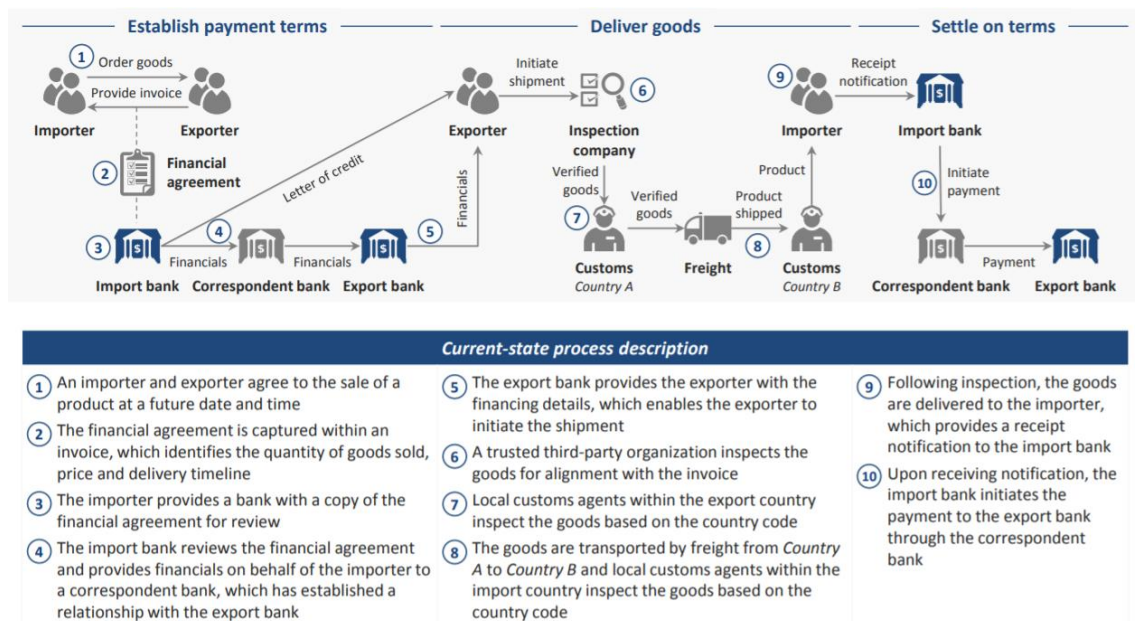 Establish payment terms
Deliver goods
Settle on terms
1
Order goods
Provide invoice
Importer
Exporter
2
Financial
agreement
Letter of credit
3
4
5
Financials
Financials
Financials
Import bank
Correspondent bank
Export bank
Exporter
Initiate
shipment
6
Inspection
company
Verified
goods
7
Customs
Country A
Verified
goods
Freight
Product
shipped
8
Customs
Country B
Product
9
Importer
Receipt
notification
Import bank
10
Initiate
payment
Correspondent bank
Payment
Export bank
Current-state process description
1 An importer and exporter agree to the sale of a
product at a future date and time
2 The financial agreement is captured within an
invoice, which identifies the quantity of goods sold,
price and delivery timeline
3 The importer provides a bank with a copy of the
financial agreement for review
4 The import bank reviews the financial agreement
and provides financials on behalf of the importer to
a correspondent bank, which has established a
relationship with the export bank
5 The export bank provides the exporter with the
financing details, which enables the exporter to
initiate the shipment
6 A trusted third-party organization inspects the
goods for alignment with the invoice
7 Local customs agents within the export country
inspect the goods based on the country code
8 The goods are transported by freight from Country
A to Country B and local customs agents within the
import country inspect the goods based on the
country code
9 Following inspection, the goods
are delivered to the importer,
which provides a receipt
notification to the import bank
10 Upon receiving notification, the
import bank initiates the
payment to the export bank
through the correspondent
bank